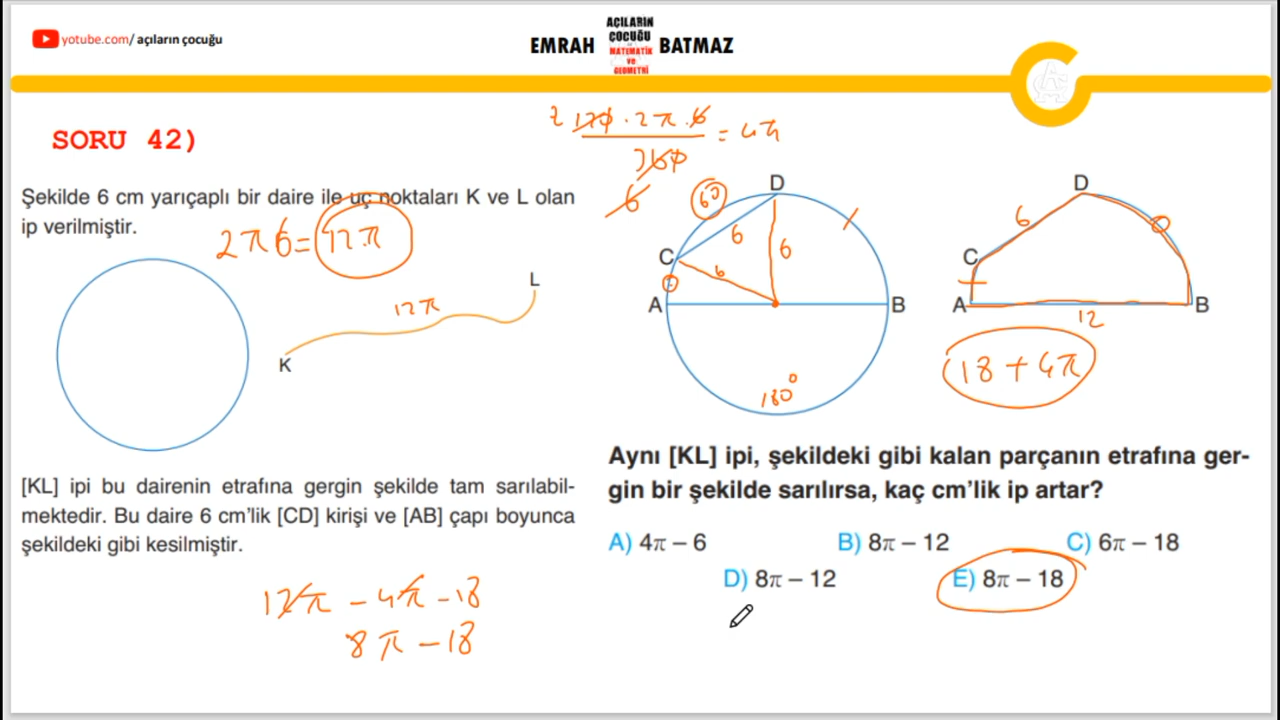 yotube.com/ açıların çocuğu
EMRAH
AÇILARIN
ÇOCUĞU
MATEMATİK
ve
GEOMETRİ
BATMAZ
SORU 42)
Şekilde 6 cm yarıçaplı bir daire ile uç noktaları K ve L olan
ip verilmiştir.
2π6=12π
12π
K
L
[KL] ipi bu dairenin etrafına gergin şekilde tam sarılabil-
mektedir. Bu daire 6 cm'lik [CD] kirişi ve [AB] çapı boyunca
şekildeki gibi kesilmiştir.
12π - 4π - 18
8π - 18
2 120 . 2π . 6
360
= 4π
6
60
D
C
6
6
6
A
B
180°
D
6
C
A
B
12
18 + 4π
Aynı [KL] ipi, şekildeki gibi kalan parçanın etrafına ger-
gin bir şekilde sarılırsa, kaç cm'lik ip artar?
A) 4π – 6 B) 8π – 12 C) 6π – 18
D) 8π – 12 E) 8π – 18